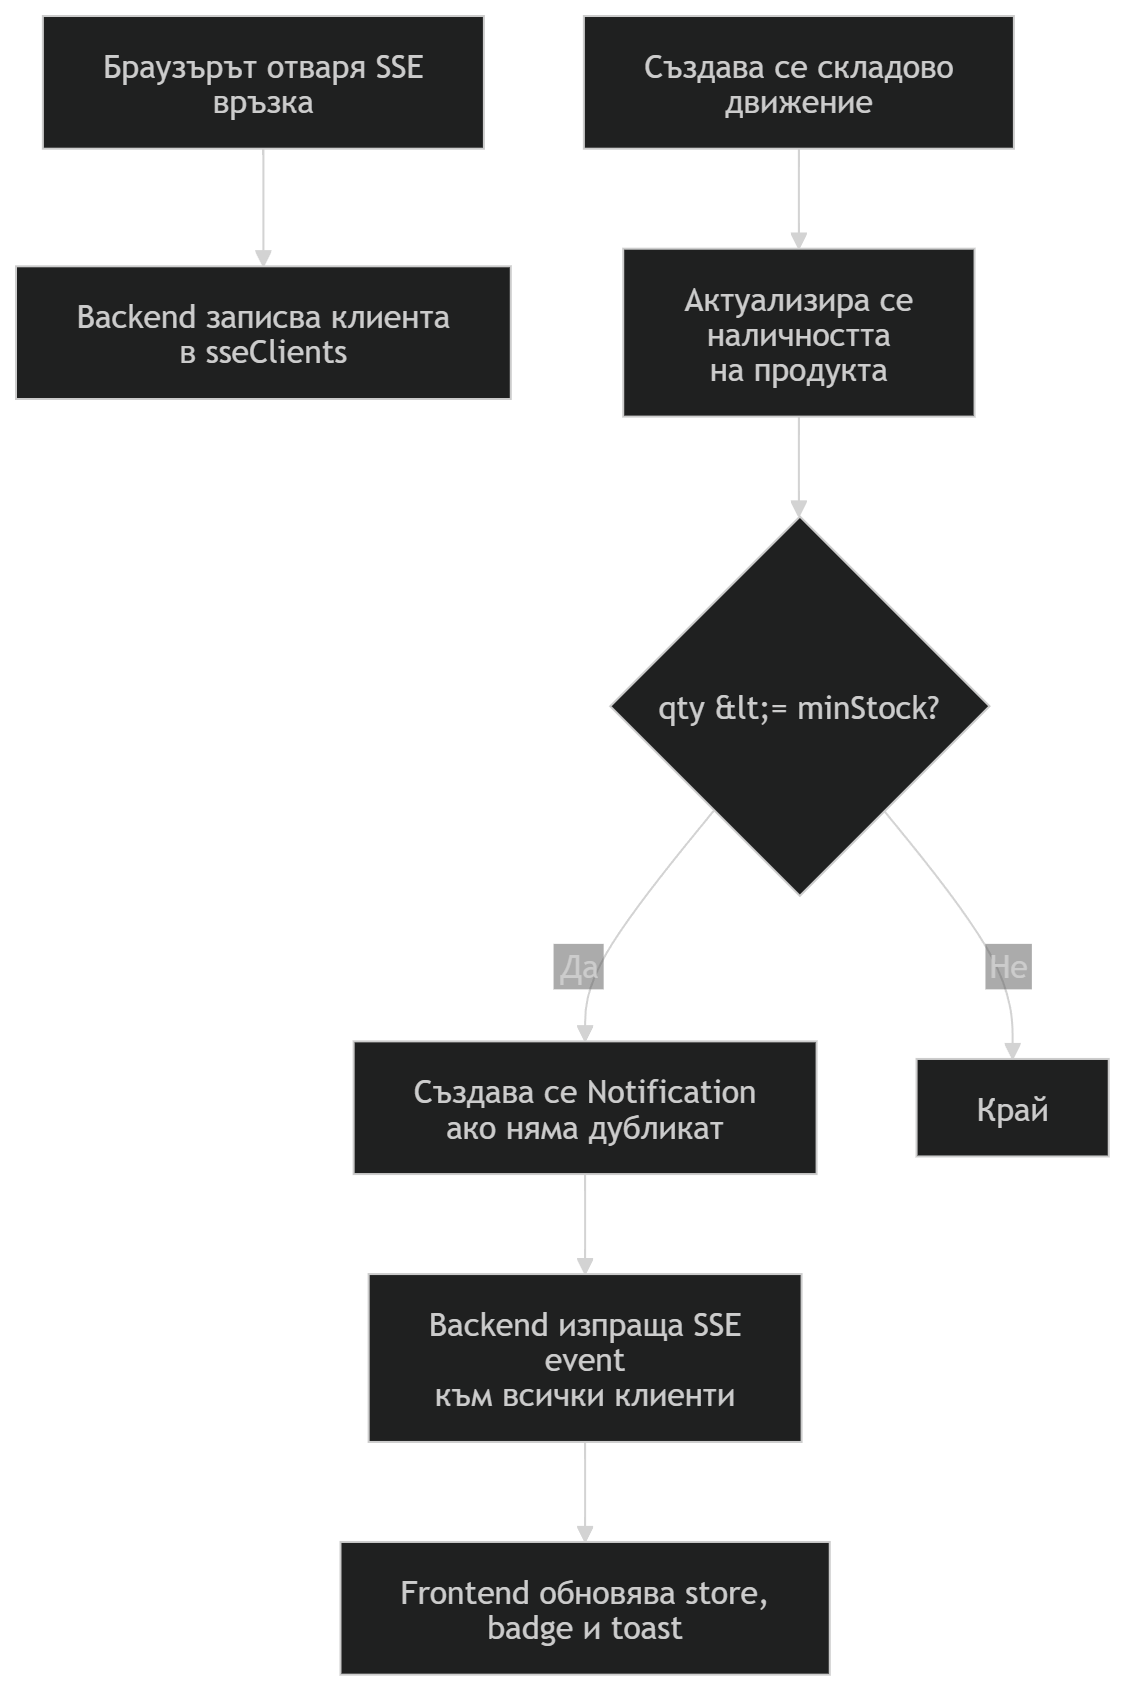 Браузърът отваря SSE
връзка
Backend записва клиента
в sseClients
Създава се складово
движение
Актуализира се
наличността
на продукта
qty &lt;= minStock?
Да
Не
Създава се Notification
ако няма дубликат
Край
Backend изпраща SSE
event
към всички клиенти
Frontend обновява store,
badge и toast